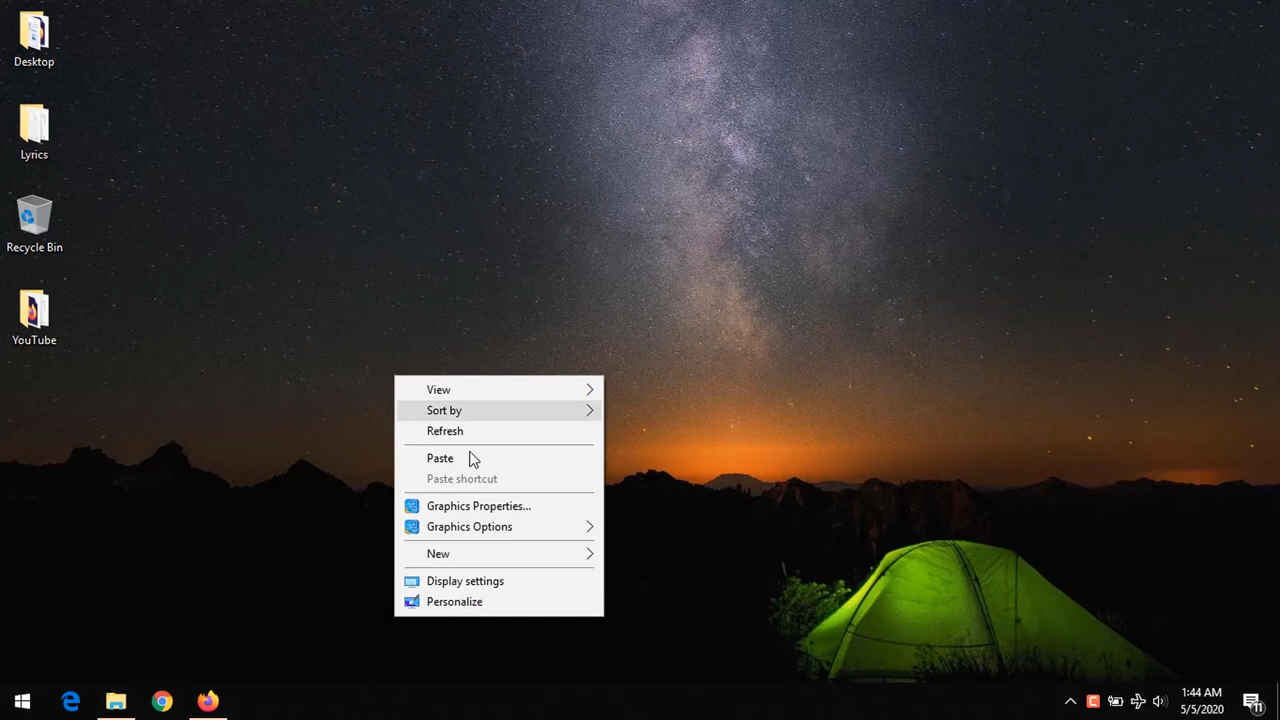 Desktop
Lyrics
Recycle Bin
YouTube
View
Sort by
Refresh
Paste
Paste shortcut
Graphics Properties...
Graphics Options
New
Display settings
Personalize
1:44 AM
5/5/2020
11